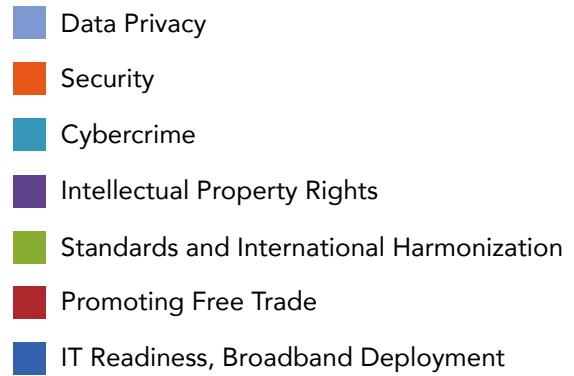 Data Privacy
Security
Cybercrime
Intellectual Property Rights
Standards and International Harmonization
Promoting Free Trade
IT Readiness, Broadband Deployment